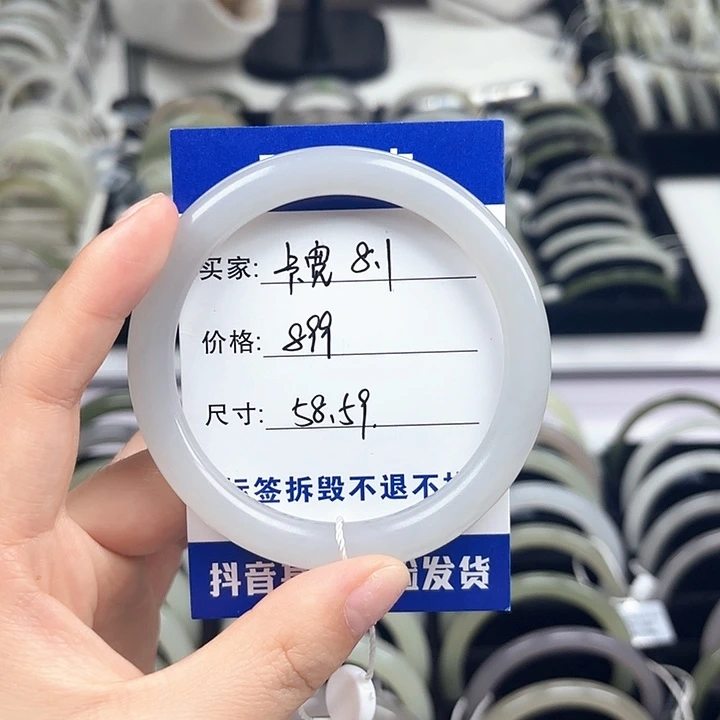 买家: 卡宽 8.1
价格: 899
尺寸: 58.59
标签拆毁不退不
抖音 发货